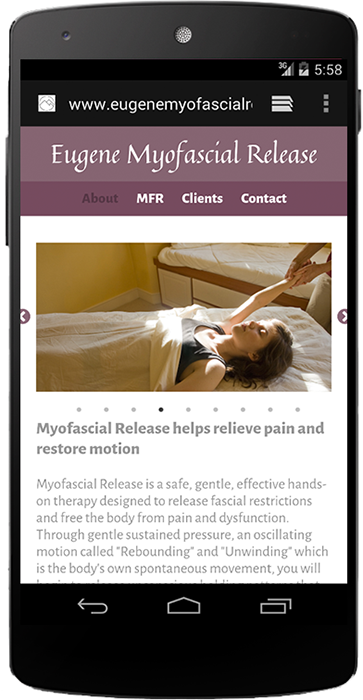 3G 5:58
www.eugenemyofascialr
Eugene Myofascial Release
About MFR Clients Contact
Myofascial Release helps relieve pain and
restore motion
Myofascial Release is a safe, gentle, effective hands-
on therapy designed to release fascial restrictions
and free the body from pain and dysfunction.
Through gentle sustained pressure, an oscillating
motion called "Rebounding" and "Unwinding" which
is the body's own spontaneous movement, you will